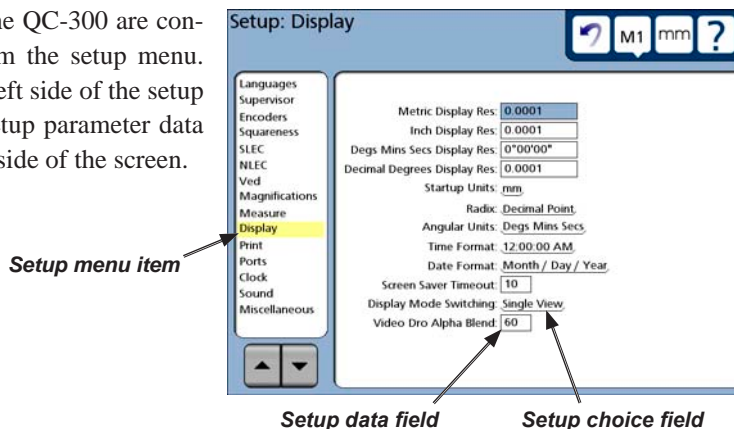 ne QC-300 are con-
m the setup menu.
eft side of the setup
tup parameter data
side of the screen.
Setup: Display
M1
mm
?
Languages
Supervisor
Encoders
Squareness
SLEC
NLEC
Ved
Magnifications
Measure
Display
Print
Ports
Clock
Sound
Miscellaneous
Metric Display Res: 0.0001
Inch Display Res: 0.0001
Degs Mins Secs Display Res: 0°00'00"
Decimal Degrees Display Res: 0.0001
Startup Units: mm
Radix: Decimal Point
Angular Units: Degs Mins Secs
Time Format: 12:00:00 AM
Date Format: Month / Day / Year
Screen Saver Timeout: 10
Display Mode Switching: Single View
Video Dro Alpha Blend: 60
Setup menu item
Setup data field
Setup choice field